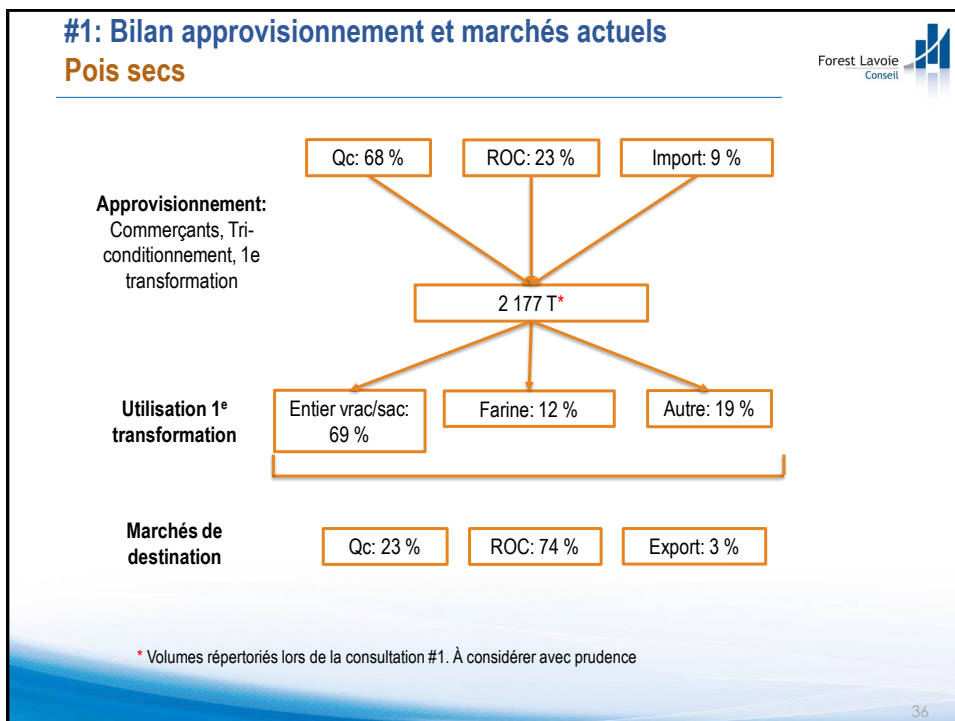 #1: Bilan approvisionnement et marchés actuels
Pois secs
Forest Lavoie
Conseil
Qc: 68 %
ROC: 23 %
Import: 9 %
Approvisionnement:
Commerçants, Tri-
conditionnement, 1e
transformation
2 177 T*
Utilisation 1e
transformation
Entier vrac/sac:
69 %
Farine: 12 %
Autre: 19 %
Marchés de
destination
Qc: 23 %
ROC: 74 %
Export: 3 %
* Volumes répertoriés lors de la consultation #1. À considérer avec prudence
36